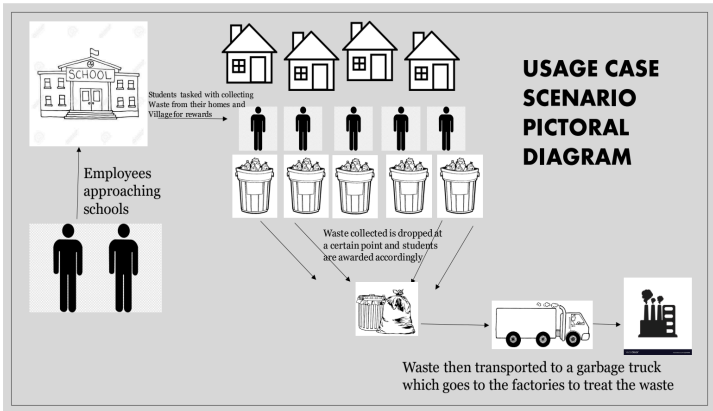 USAGE CASE
SCENARIO
PICTORAL
DIAGRAM
SCHOOL
Students tasked with collecting
Waste from their homes and
Village for rewards
Employees
approaching
schools
Waste collected is dropped at
a certain point and students
are awarded accordingly
Waste then transported to a garbage truck
which goes to the factories to treat the waste